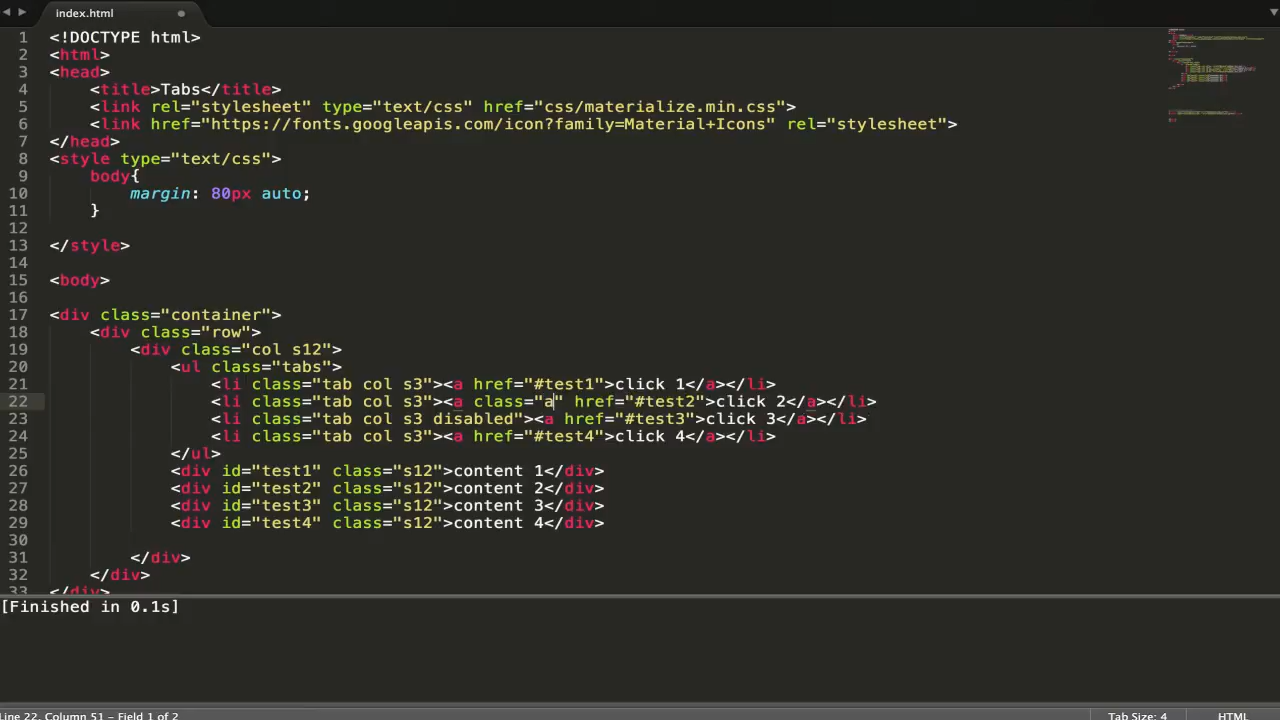 index.html
1 <!DOCTYPE html>
2 <html>
3 <head>
4 <title>Tabs</title>
5 <link rel="stylesheet" type="text/css" href="css/materialize.min.css">
6 <link href="https://fonts.googleapis.com/icon?family=Material+Icons" rel="stylesheet">
7 </head>
8 <style type="text/css">
9 body{
10 margin: 80px auto;
11 }
12
13 </style>
14
15 <body>
16
17 <div class="container">
18 <div class="row">
19 <div class="col s12">
20 <ul class="tabs">
21 <li class="tab col s3"><a href="#test1">click 1</a></li>
22 <li class="tab col s3"><a class="a" href="#test2">click 2</a></li>
23 <li class="tab col s3 disabled"><a href="#test3">click 3</a></li>
24 <li class="tab col s3"><a href="#test4">click 4</a></li>
25 </ul>
26 <div id="test1" class="s12">content 1</div>
27 <div id="test2" class="s12">content 2</div>
28 <div id="test3" class="s12">content 3</div>
29 <div id="test4" class="s12">content 4</div>
30
31 </div>
32 </div>
33 </div>
[Finished in 0.1s]
Line 22, Column 51 - Field 1 of 2 Tab Size: 4 HTML